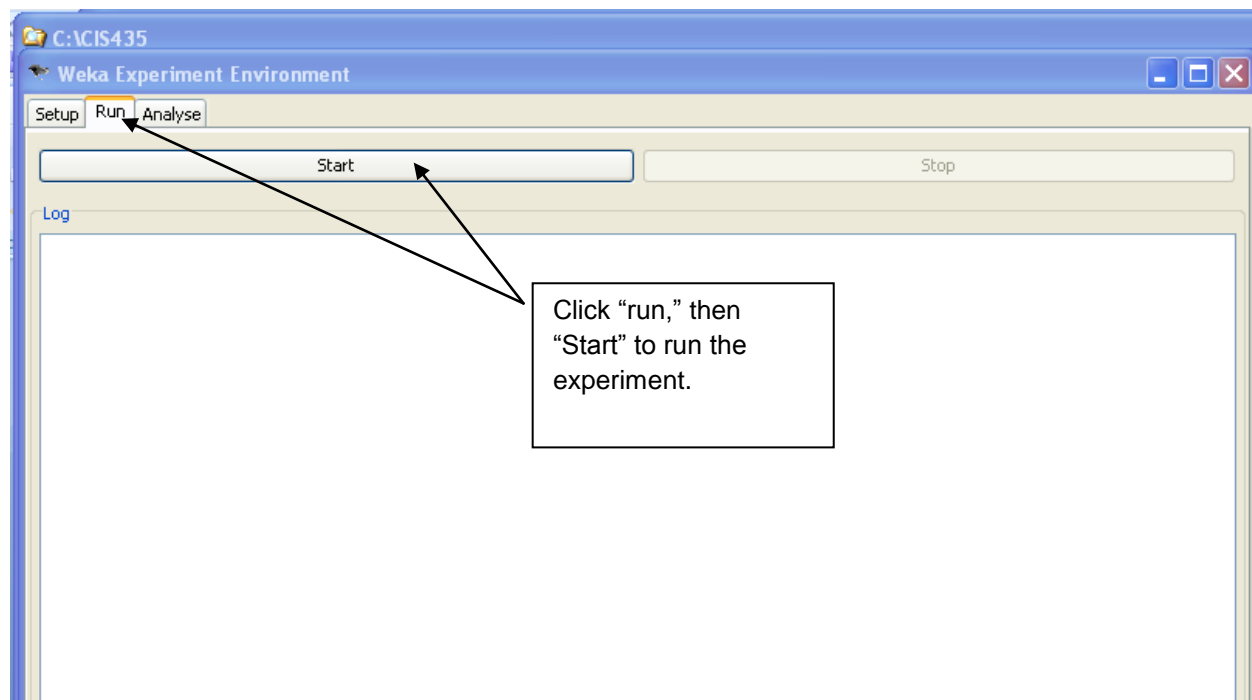 C:\CIS435
Weka Experiment Environment
Setup Run Analyse
Start Stop
Log
Click “run,” then
“Start” to run the
experiment.